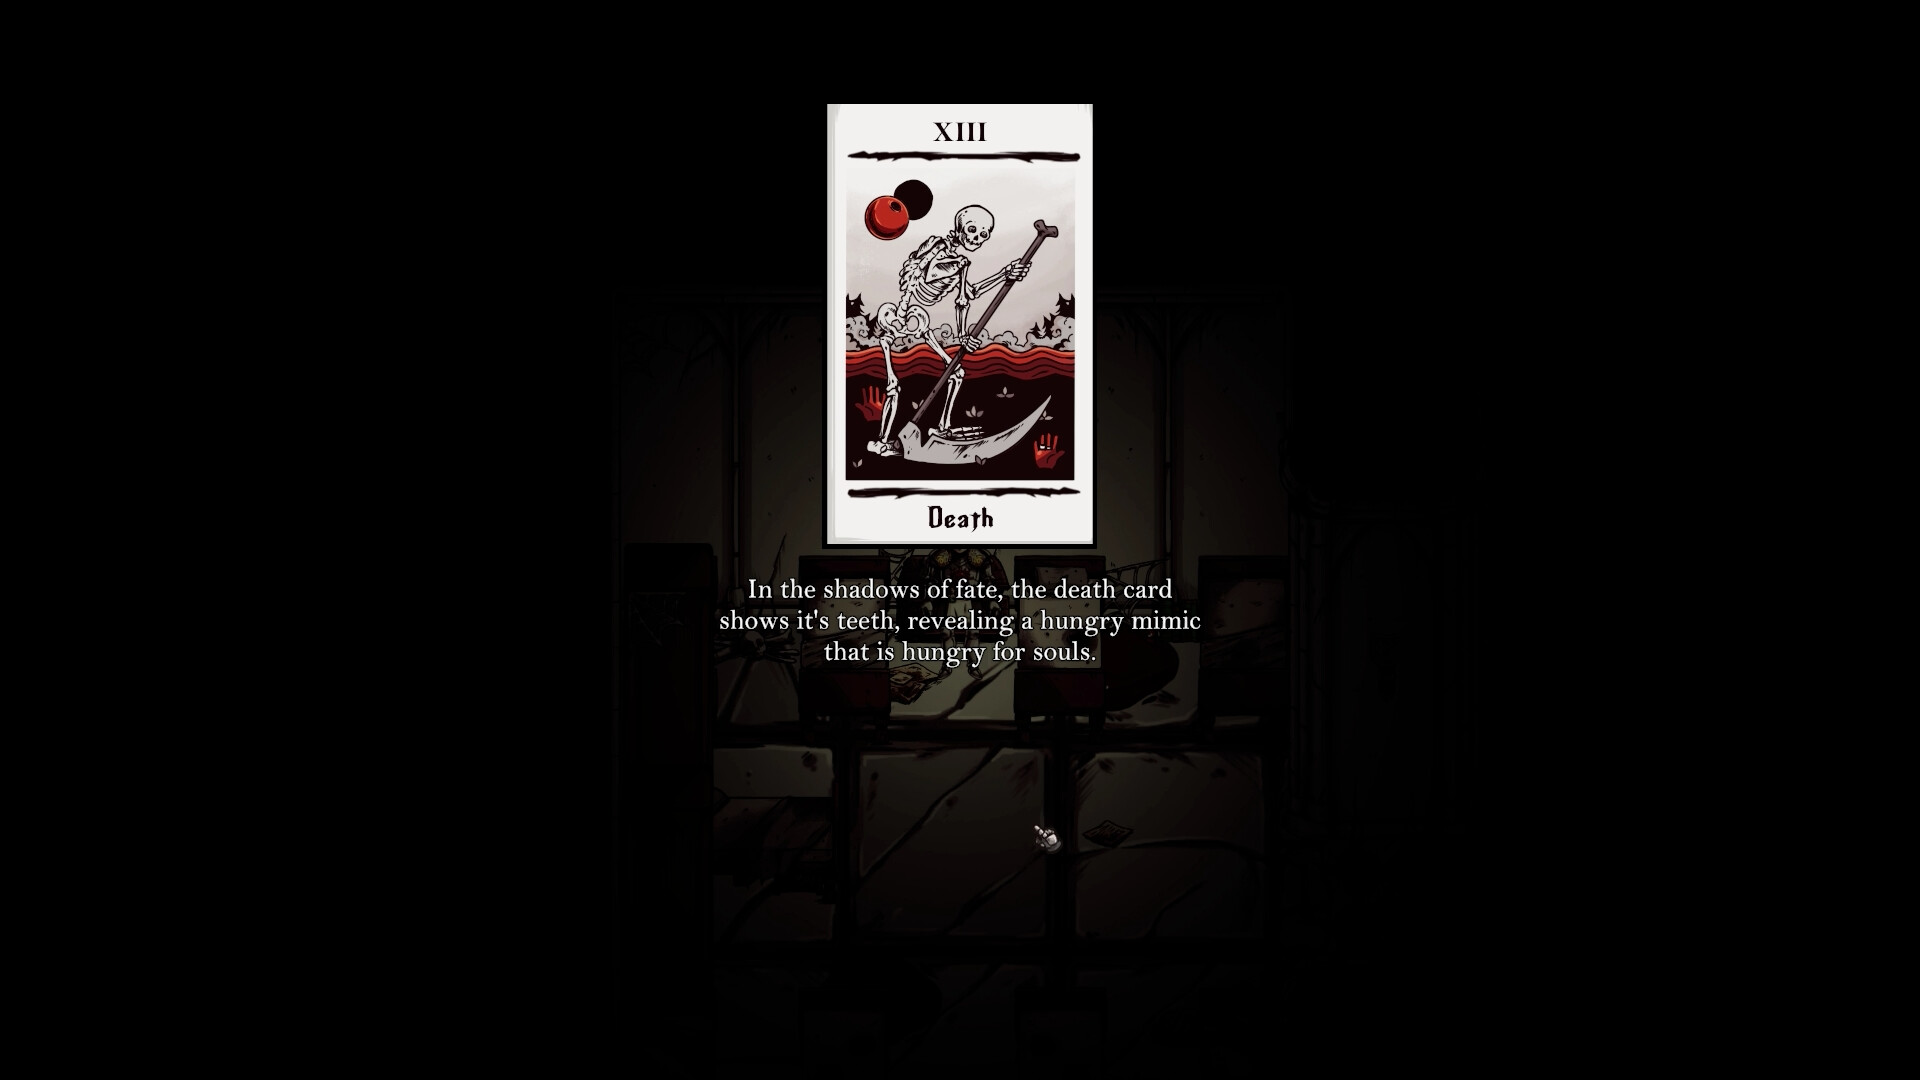 XIII
Death
In the shadows of fate, the death card
shows it's teeth, revealing a hungry mimic
that is hungry for souls.